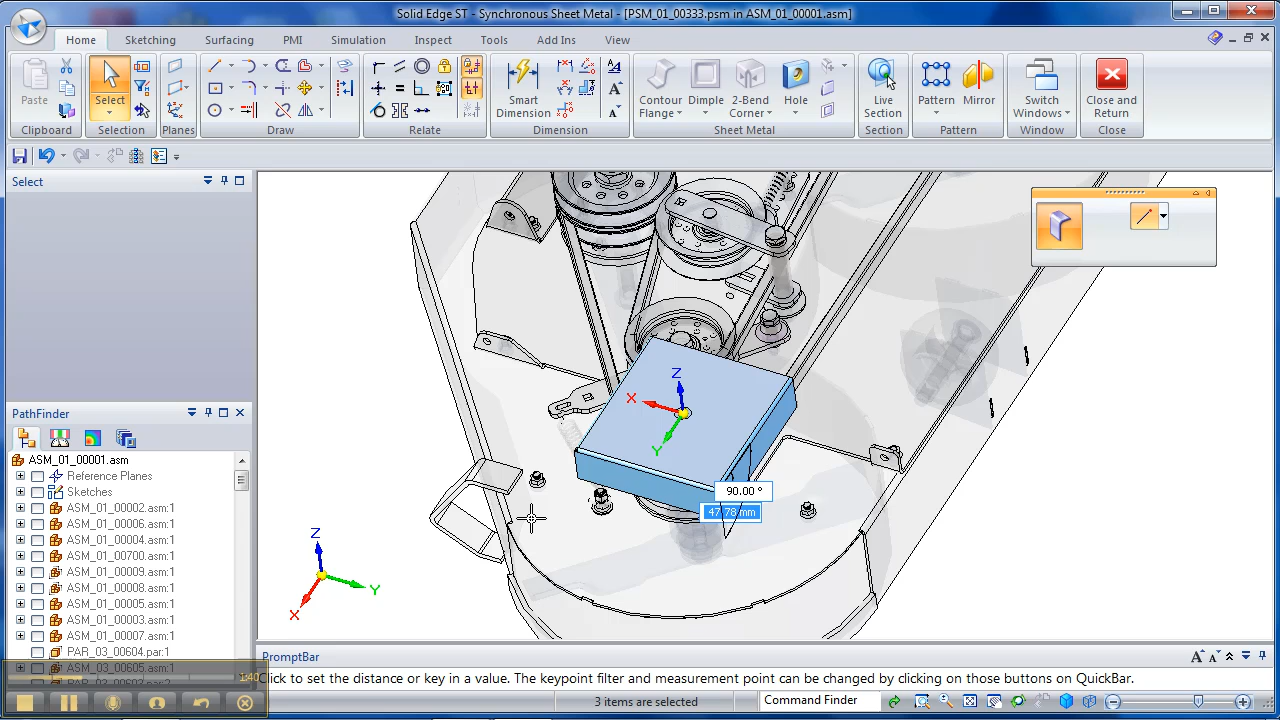 Solid Edge ST - Synchronous Sheet Metal - [PSM_01_00333.psm in ASM_01_00001.asm]
Home Sketching Surfacing PMI Simulation Inspect Tools Add Ins View
Paste
Clipboard
Select
Selection
Planes
Draw
Relate
Smart Dimension
Dimension
Contour Flange
Dimple
2-Bend Corner
Hole
Sheet Metal
Live Section
Section
Pattern
Mirror
Pattern
Switch Windows
Window
Close and Return
Close
Select
PathFinder
ASM_01_00001.asm
Reference Planes
Sketches
ASM_01_00002.asm:1
ASM_01_00006.asm:1
ASM_01_00004.asm:1
ASM_01_00700.asm:1
ASM_01_00009.asm:1
ASM_01_00008.asm:1
ASM_01_00005.asm:1
ASM_01_00003.asm:1
ASM_01_00007.asm:1
PAR_03_00604.par:1
ASM_03_00605.asm:1
1:40
Z
X
Y
90.00 °
47.78 mm
Z
Y
X
PromptBar
Click to set the distance or key in a value. The keypoint filter and measurement
changed by clicking on those buttons on QuickBar.
3 items are selected
Command Finder